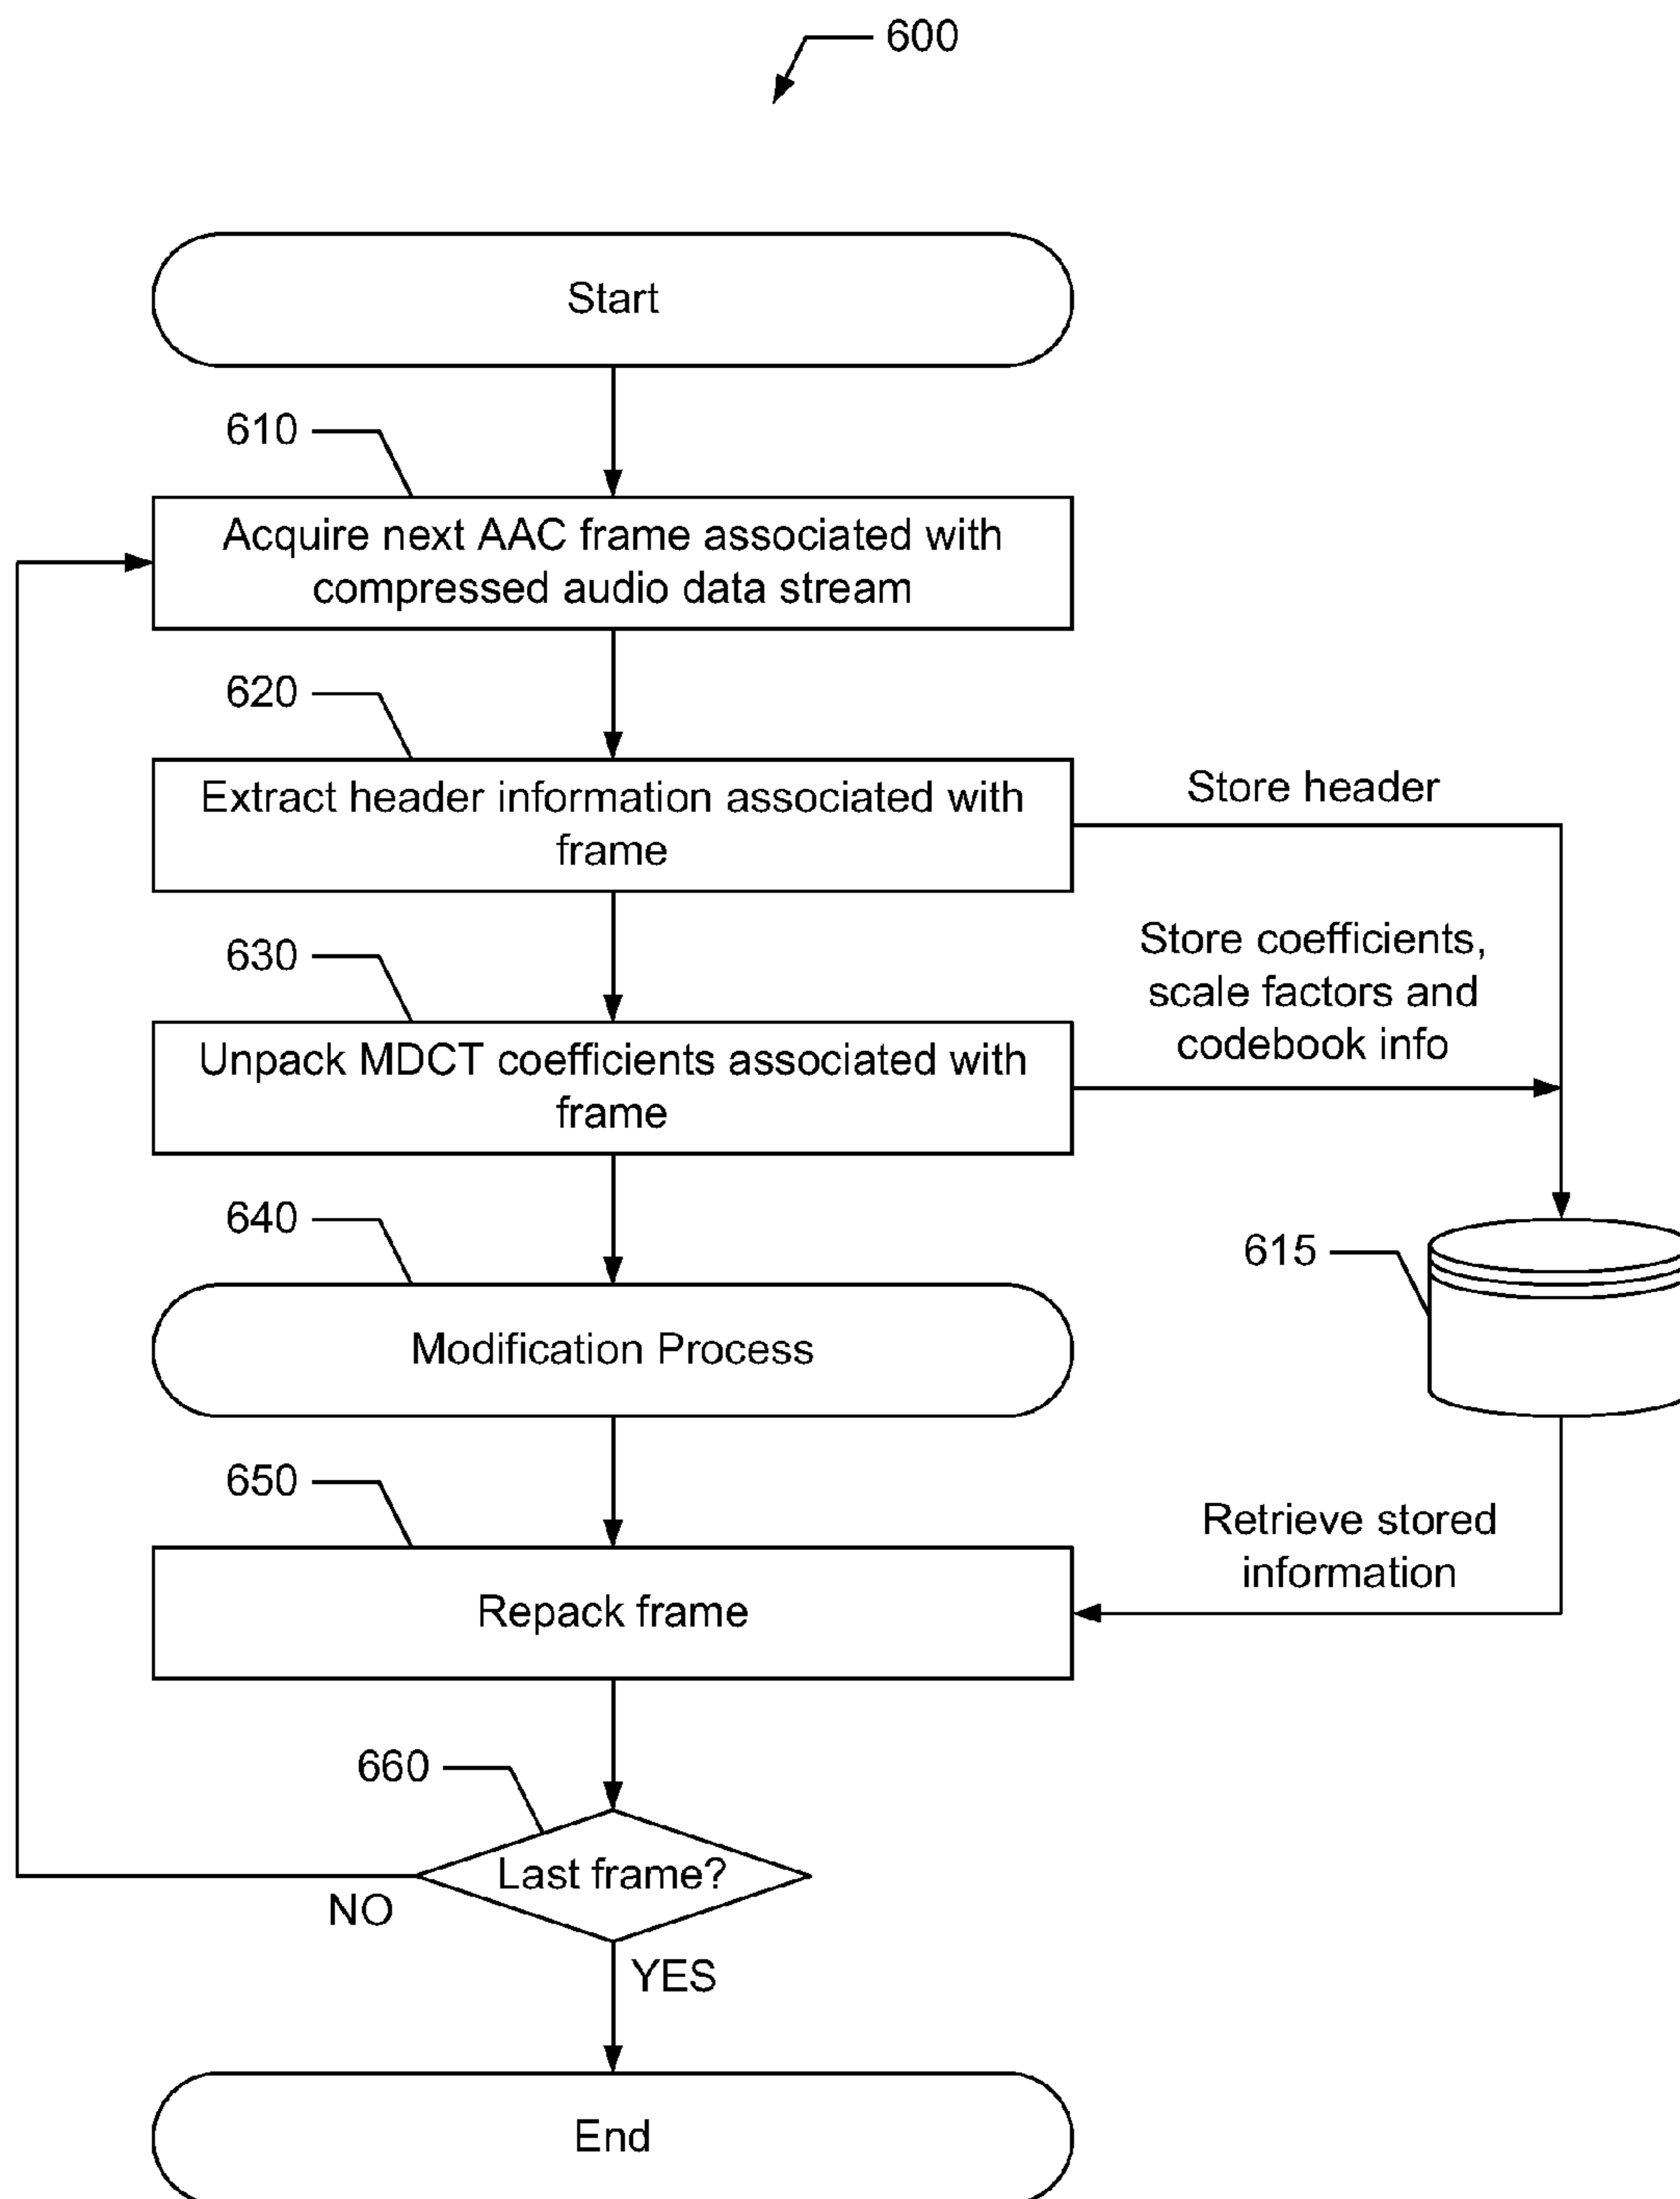 600
Start
610
Acquire next AAC frame associated with
compressed audio data stream
620
Extract header information associated with
frame
Store header
630
Unpack MDCT coefficients associated with
frame
Store coefficients,
scale factors and
codebook info
640
Modification Process
615
650
Repack frame
Retrieve stored
information
660
Last frame?
NO
YES
End